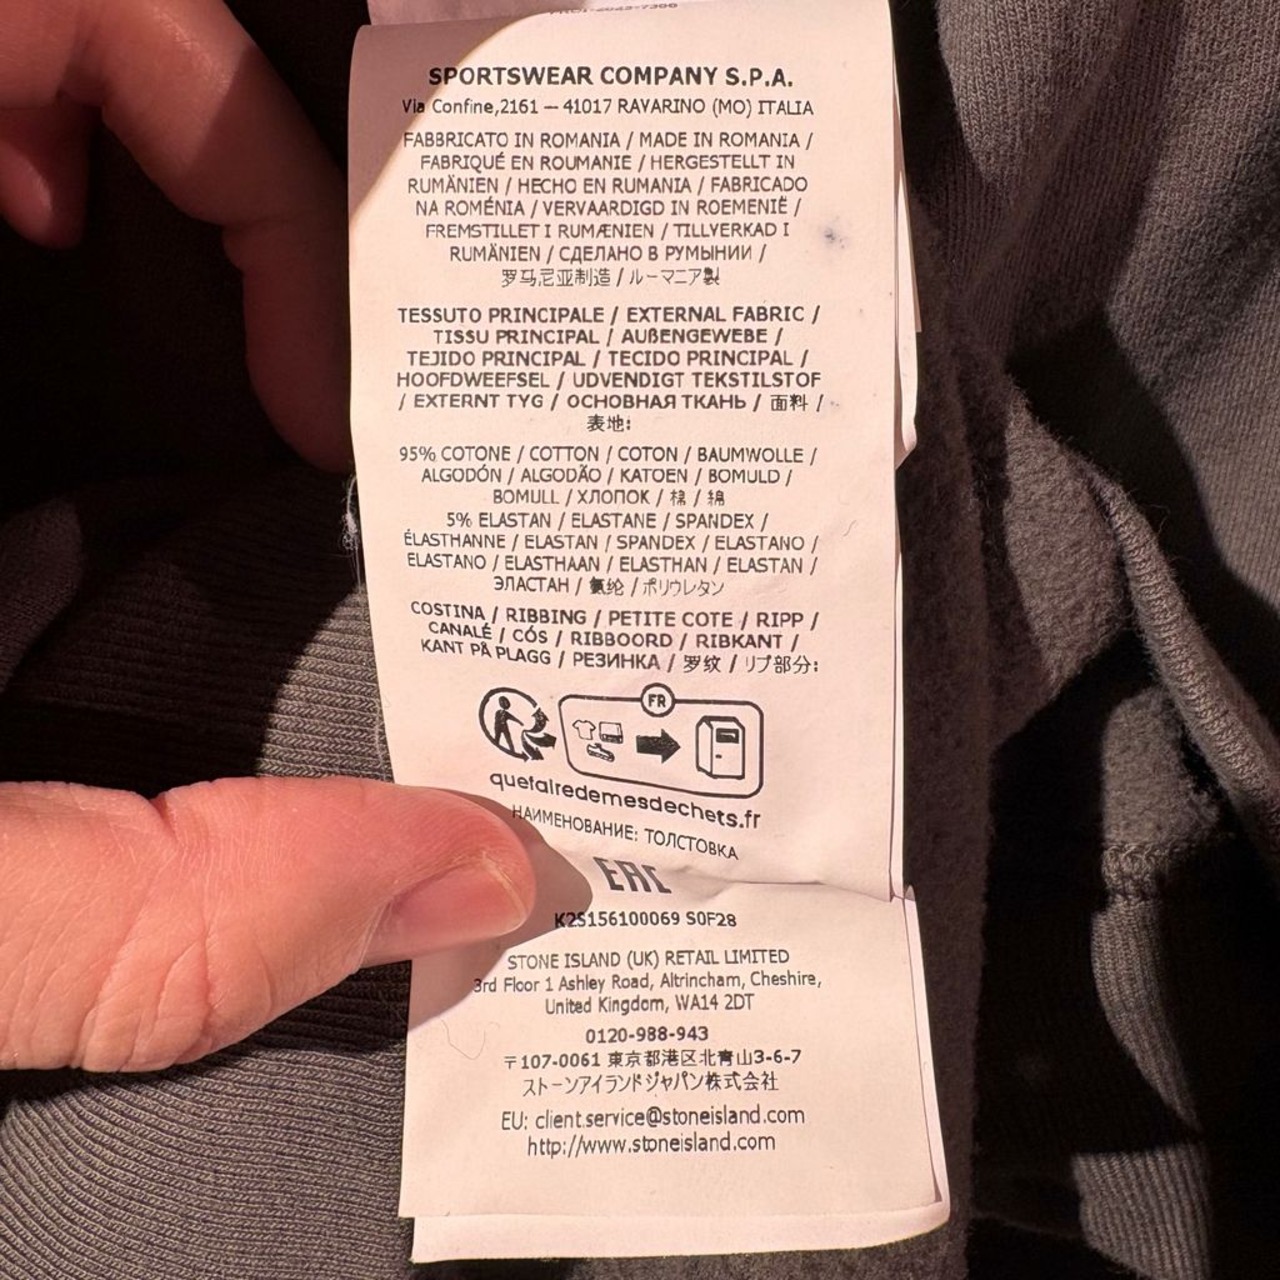 SPORTSWEAR COMPANY S.P.A.
Via Confine,2161 — 41017 RAVARINO (MO) ITALIA
FABBRICATO IN ROMANIA / MADE IN ROMANIA /
FABRIQUÉ EN ROUMANIE / HERGESTELLT IN
RUMÄNIEN / HECHO EN RUMANIA / FABRICADO
NA ROMÉNIA / VERVAARDIGD IN ROEMENIË /
FREMSTILLET I RUMÆNIEN / TILLYERKAD I
RUMÄNIEN / СДЕЛАНО В РУМЫНИИ /
罗马尼亚制造 / ルーマニア製
TESSUTO PRINCIPALE / EXTERNAL FABRIC /
TISSU PRINCIPAL / AUßENGEWEBE /
TEJIDO PRINCIPAL / TECIDO PRINCIPAL /
HOOFDWEEFSEL / UDVENDIGT TEKSTILSTOF
/ EXTERNT TYG / ОСНОВНАЯ ТКАНЬ / 面料 /
表地:
95% COTONE / COTTON / COTON / BAUMWOLLE /
ALGODÓN / ALGODÃO / KATOEN / BOMULD /
BOMULL / ХЛОПОК / 棉 / 綿
5% ELASTAN / ELASTANE / SPANDEX /
ÉLASTHANNE / ELASTAN / SPANDEX / ELASTANO /
ELASTANO / ELASTHAAN / ELASTHAN / ELASTAN /
ЭЛАСТАН / 氨纶 / ポリウレタン
COSTINA / RIBBING / PETITE COTE / RIPP /
CANALÉ / CÓS / RIBBOORD / RIBKANT /
KANT PÅ PLAGG / РЕЗИНКА / 罗纹 / リブ部分:
FR
quefairedemesdechets.fr
НАИМЕНОВАНИЕ: ТОЛСТОВКА
EAC
K2S156100069 S0F28
STONE ISLAND (UK) RETAIL LIMITED
3rd Floor 1 Ashley Road, Altrincham, Cheshire,
United Kingdom, WA14 2DT
0120-988-943
〒107-0061 東京都港区北青山3-6-7
ストーンアイランドジャパン株式会社
EU: client.service@stoneisland.com
http://www.stoneisland.com